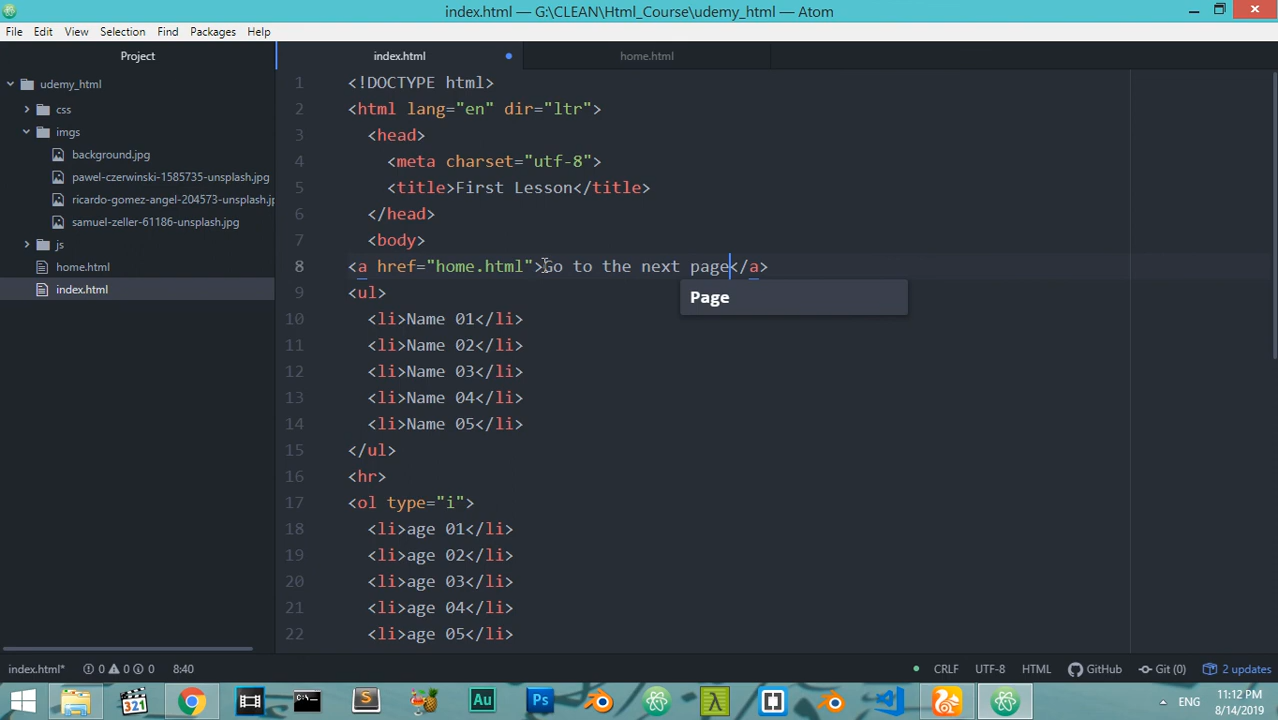 index.html — G:\CLEAN\Html_Course\udemy_html — Atom
File Edit View Selection Find Packages Help
Project
index.html
home.html
udemy_html
css
imgs
background.jpg
pawel-czerwinski-1585735-unsplash.jpg
ricardo-gomez-angel-204573-unsplash.jp
samuel-zeller-61186-unsplash.jpg
js
home.html
index.html
1 <!DOCTYPE html>
2 <html lang="en" dir="ltr">
3 <head>
4 <meta charset="utf-8">
5 <title>First Lesson</title>
6 </head>
7 <body>
8 <a href="home.html">Go to the next page</a>
Page
9 <ul>
10 <li>Name 01</li>
11 <li>Name 02</li>
12 <li>Name 03</li>
13 <li>Name 04</li>
14 <li>Name 05</li>
15 </ul>
16 <hr>
17 <ol type="i">
18 <li>age 01</li>
19 <li>age 02</li>
20 <li>age 03</li>
21 <li>age 04</li>
22 <li>age 05</li>
index.html* 0 0 0 8:40 CRLF UTF-8 HTML GitHub Git (0) 2 updates
321 Au Ps ENG 11:12 PM
8/14/2019